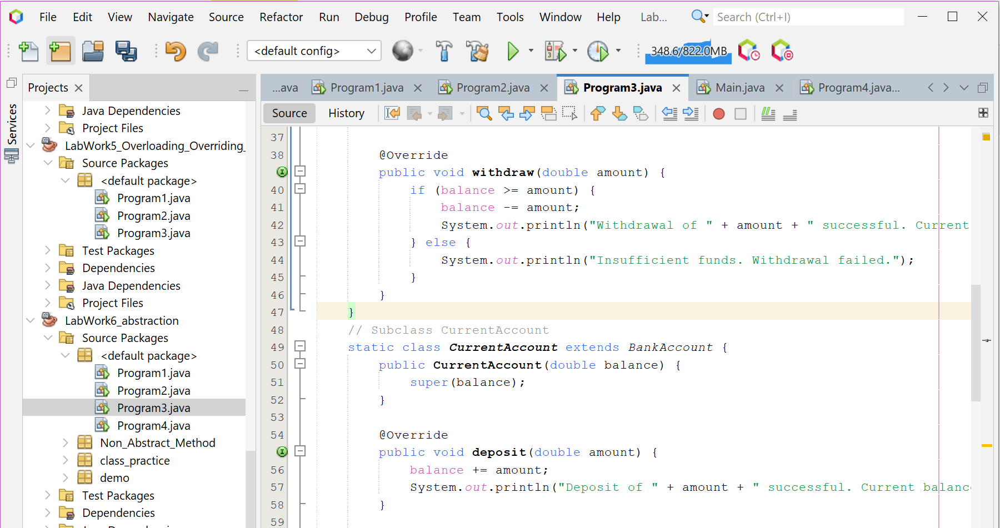 File Edit View Navigate Source Refactor Run Debug Profile Team Tools Window Help Lab... Search (Ctrl+I)
<default config> 348.6/822.0MB
Services
Projects
Java Dependencies
Project Files
LabWork5_Overloading_Overriding_
Source Packages
<default package>
Program1.java
Program2.java
Program3.java
Test Packages
Dependencies
Java Dependencies
Project Files
LabWork6_abstraction
Source Packages
<default package>
Program1.java
Program2.java
Program3.java
Program4.java
Non_Abstract_Method
class_practice
demo
Test Packages
Dependencies
...ava Program1.java Program2.java Program3.java Main.java Program4.java...
Source History
37
38 @Override
public void withdraw(double amount) {
40 if (balance >= amount) {
41 balance -= amount;
42 System.out.println("Withdrawal of " + amount + " successful. Current
43 } else {
44 System.out.println("Insufficient funds. Withdrawal failed.");
45 }
46 }
47 }
48 // Subclass CurrentAccount
49 static class CurrentAccount extends BankAccount {
50 public CurrentAccount(double balance) {
51 super(balance);
52 }
53
54 @Override
public void deposit(double amount) {
56 balance += amount;
57 System.out.println("Deposit of " + amount + " successful. Current balanc
58 }
59